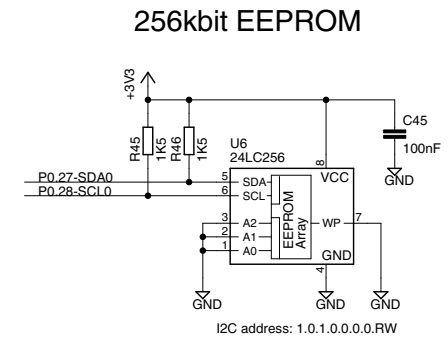 256kbit EEPROM
+3V3
R45
1K5
R46
1K5
U6
24LC256
C45
100nF
GND
P0.27-SDA0
P0.28-SCL0
5
6
3
2
1
8
7
4
SDA
SCL
A2
A1
A0
EEPROM
Array
VCC
WP
GND
GND
GND
GND
I2C address: 1.0.1.0.0.0.0.RW